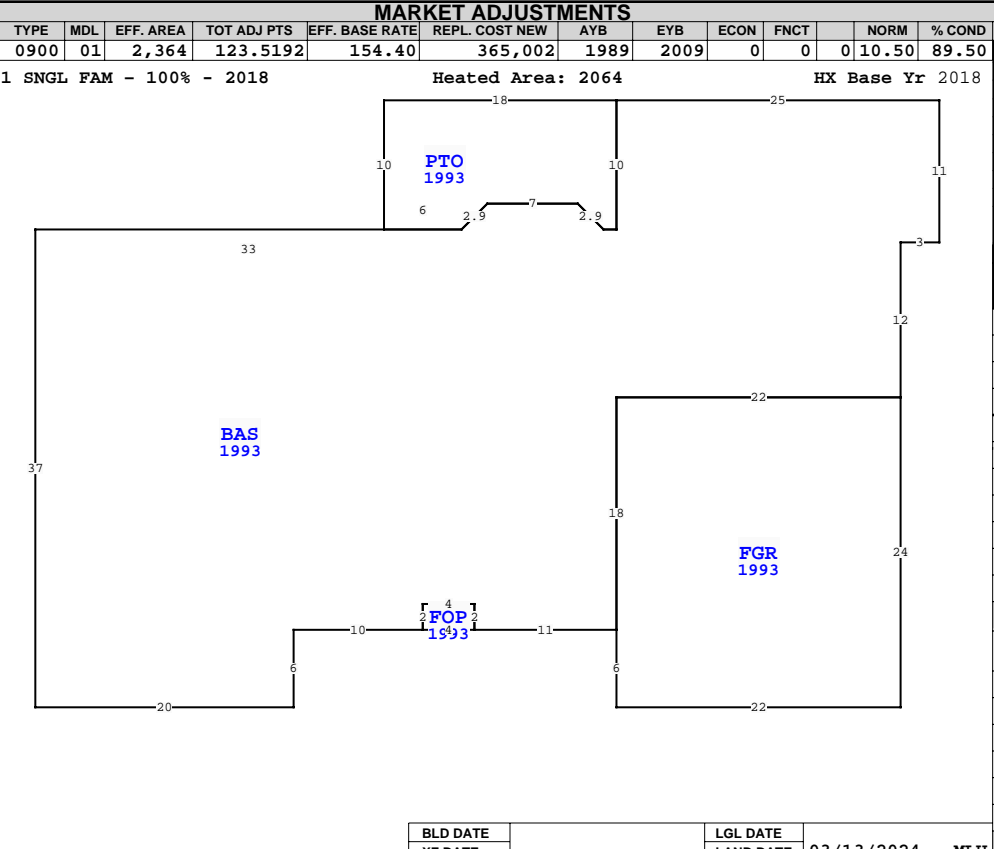 MARKET ADJUSTMENTS
TYPE MDL EFF. AREA TOT ADJ PTS EFF. BASE RATE REPL. COST NEW AYB EYB ECON FNCT NORM % COND
0900 01 2,364 123.5192 154.40 365,002 1989 2009 0 0 0 10.50 89.50
1 SNGL FAM - 100% - 2018 Heated Area: 2064 HX Base Yr 2018
18 25
10 PTO 10 11
1993
6 2.9 7 2.9
33 3
12
22
BAS
1993
37
18
FGR 24
1993
4
2 FOP 2
10 4 11
1993
6 6
20 22
BLD DATE LGL DATE